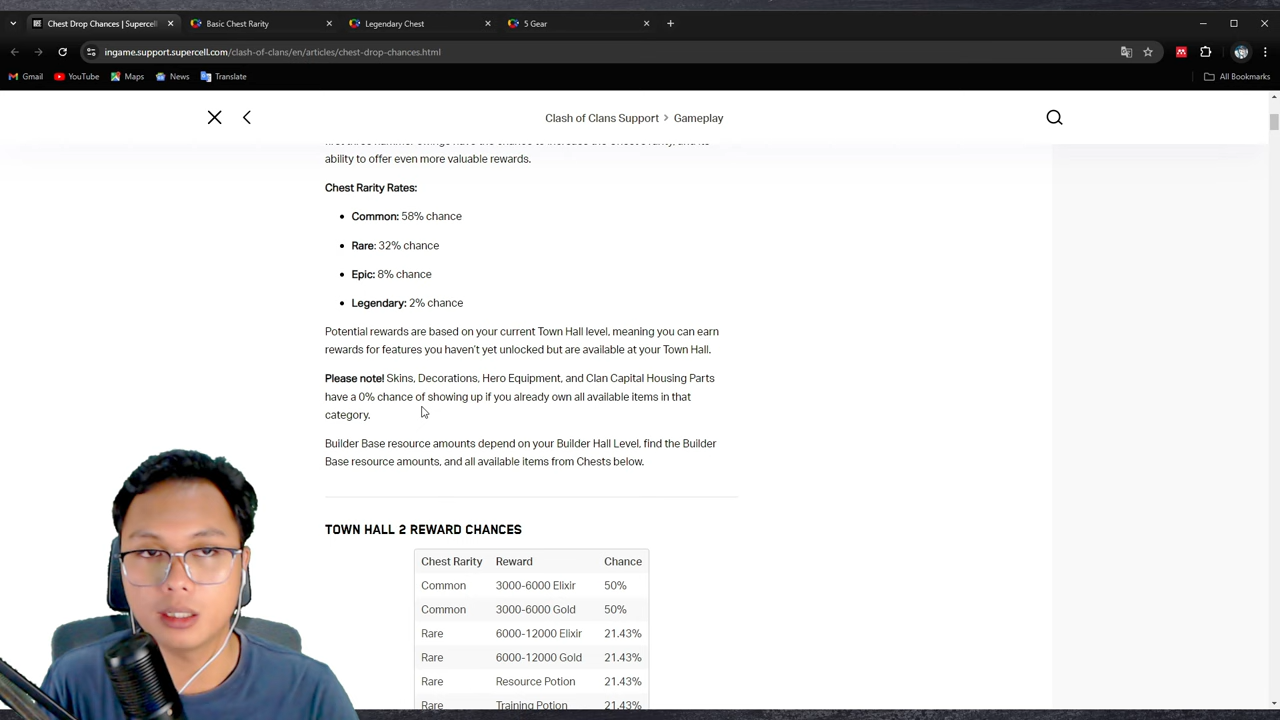 Chest Drop Chances | Supercell
Basic Chest Rarity
Legendary Chest
5 Gear
ingame.support.supercell.com/clash-of-clans/en/articles/chest-drop-chances.html
Gmail
YouTube
Maps
News
Translate
All Bookmarks
Clash of Clans Support > Gameplay
ability to offer even more valuable rewards.
Chest Rarity Rates:
• Common: 58% chance
• Rare: 32% chance
• Epic: 8% chance
• Legendary: 2% chance
Potential rewards are based on your current Town Hall level, meaning you can earn
rewards for features you haven't yet unlocked but are available at your Town Hall.
Please note! Skins, Decorations, Hero Equipment, and Clan Capital Housing Parts
have a 0% chance of showing up if you already own all available items in that
category.
Builder Base resource amounts depend on your Builder Hall Level, find the Builder
Base resource amounts, and all available items from Chests below.
TOWN HALL 2 REWARD CHANCES
Chest Rarity Reward Chance
Common 3000-6000 Elixir 50%
Common 3000-6000 Gold 50%
Rare 6000-12000 Elixir 21.43%
Rare 6000-12000 Gold 21.43%
Rare Resource Potion 21.43%
Rare Training Potion 21.43%